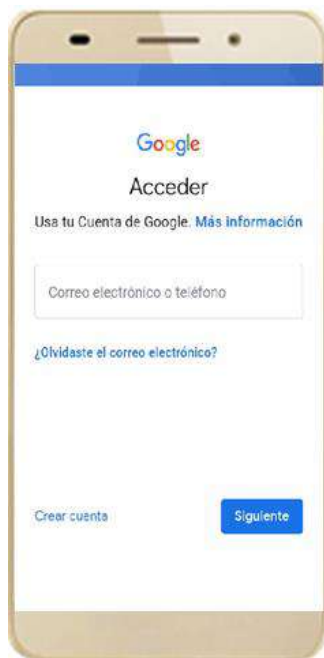 Google
Acceder
Usa tu Cuenta de Google. Más información
Correo electrónico o teléfono
¿Olvidaste el correo electrónico?
Crear cuenta
Siguiente